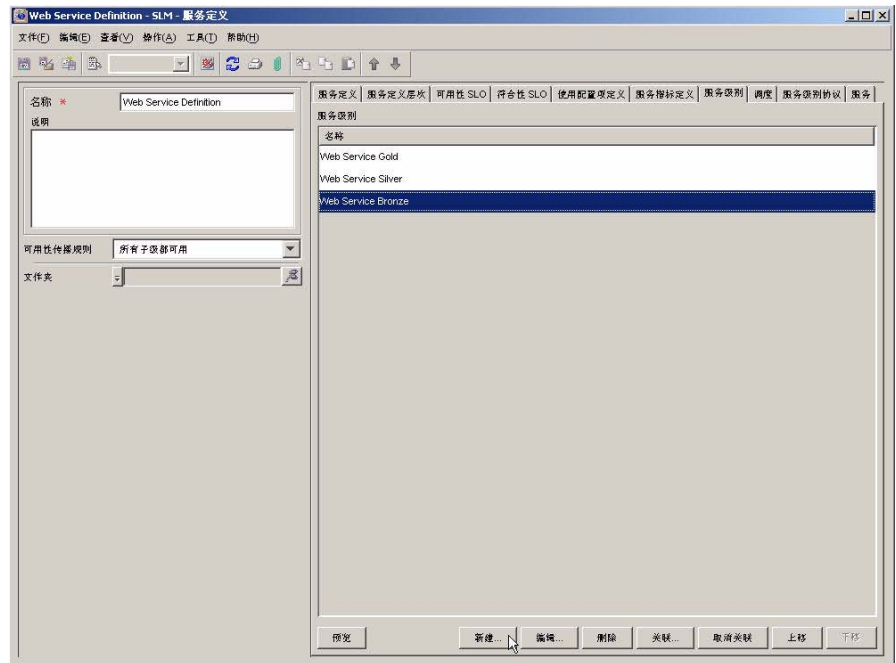 Web Service Definition - SLM - 服务定义
文件(F) 编辑(E) 查看(V) 操作(A) 工具(T) 帮助(H)
名称 * Web Service Definition
说明
可用性传播规则 所有子级都可用
文件夹
服务定义 服务定义层次 可用性 SLO 符合性 SLO 使用配置项定义 服务指标定义 服务级别 调度 服务级别协议 服务
服务级别
名称
Web Service Gold
Web Service Silver
Web Service Bronze
预览 新建... 编辑... 删除 关联... 取消关联 上移 下移